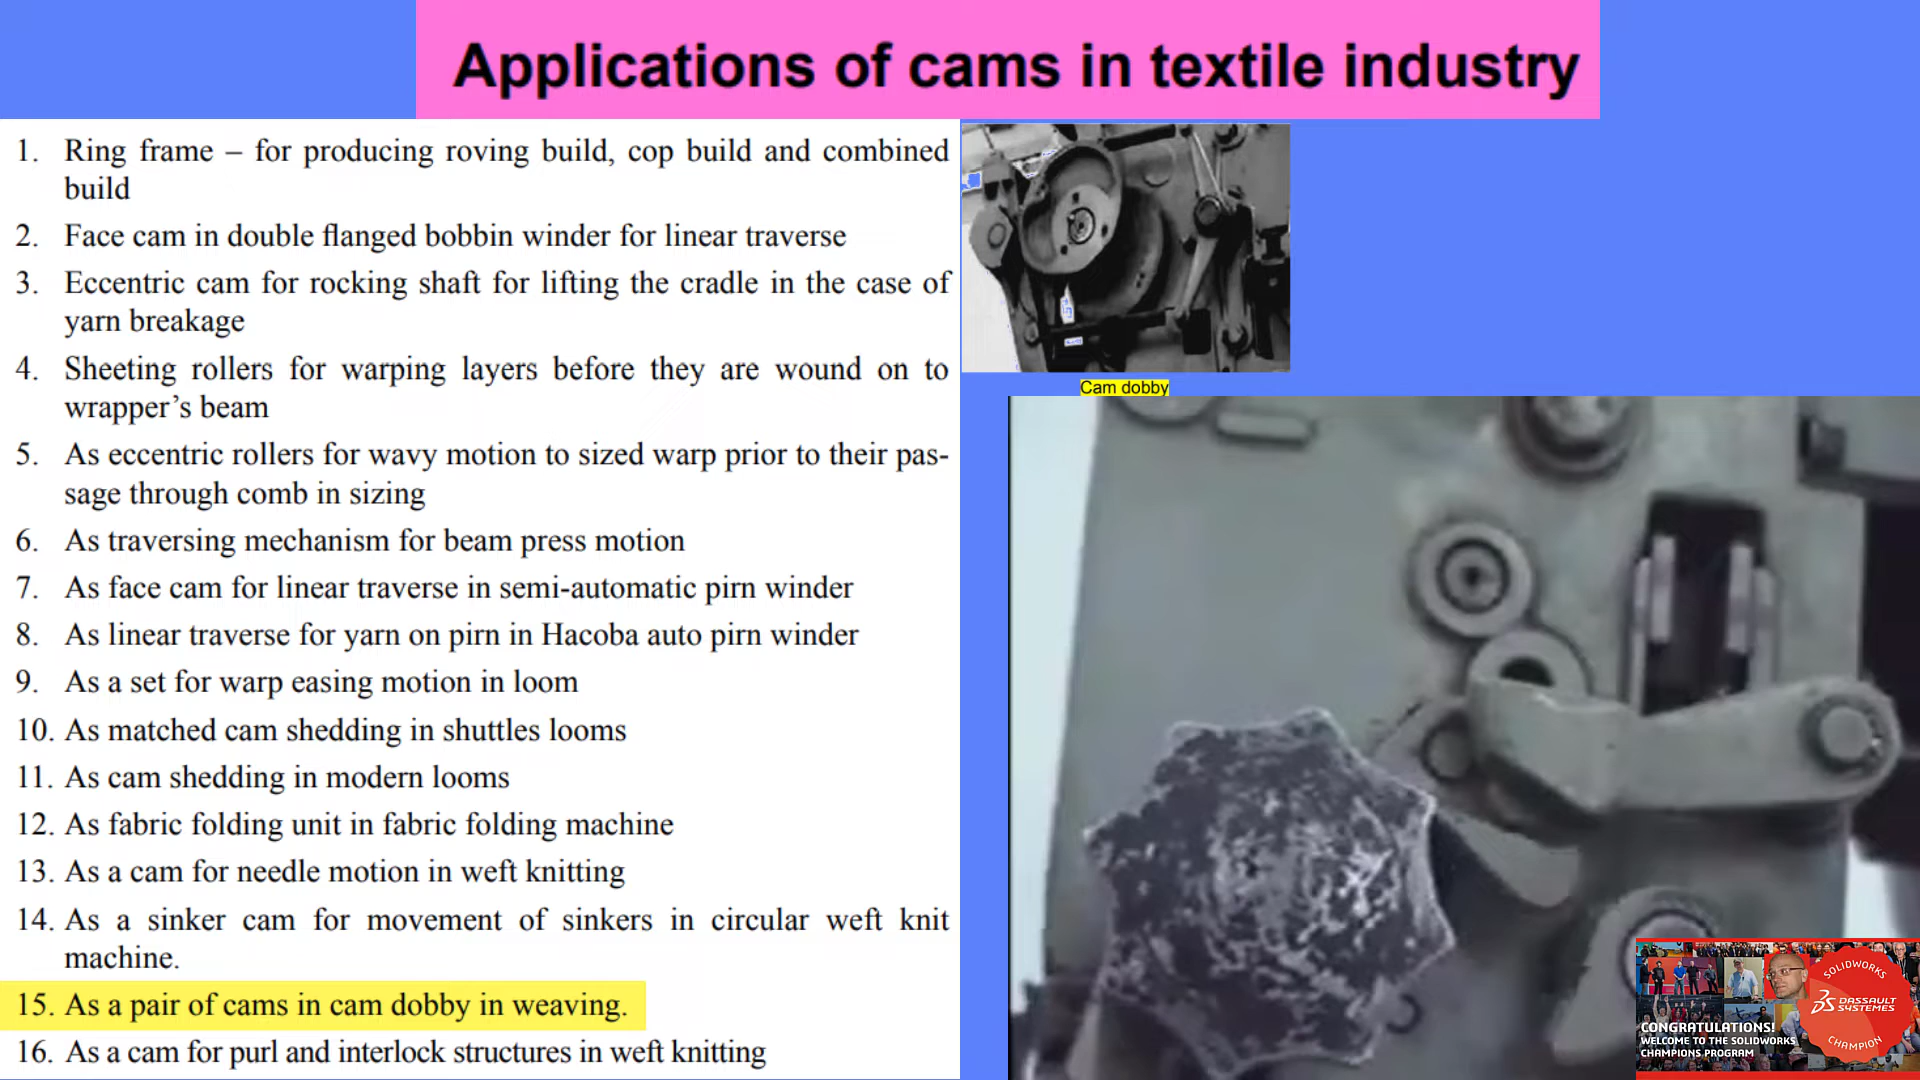 Applications of cams in textile industry
1. Ring frame – for producing roving build, cop build and combined
build
2. Face cam in double flanged bobbin winder for linear traverse
3. Eccentric cam for rocking shaft for lifting the cradle in the case of
yarn breakage
4. Sheeting rollers for warping layers before they are wound on to
wrapper’s beam
5. As eccentric rollers for wavy motion to sized warp prior to their pas-
sage through comb in sizing
6. As traversing mechanism for beam press motion
7. As face cam for linear traverse in semi-automatic pirn winder
8. As linear traverse for yarn on pirn in Hacoba auto pirn winder
9. As a set for warp easing motion in loom
10. As matched cam shedding in shuttles looms
11. As cam shedding in modern looms
12. As fabric folding unit in fabric folding machine
13. As a cam for needle motion in weft knitting
14. As a sinker cam for movement of sinkers in circular weft knit
machine.
15. As a pair of cams in cam dobby in weaving.
16. As a cam for purl and interlock structures in weft knitting
Cam dobby
CONGRATULATIONS!
WELCOME TO THE SOLIDWORKS
CHAMPIONS PROGRAM
SOLIDWORKS
DASSAULT
SYSTEMES
CHAMPION